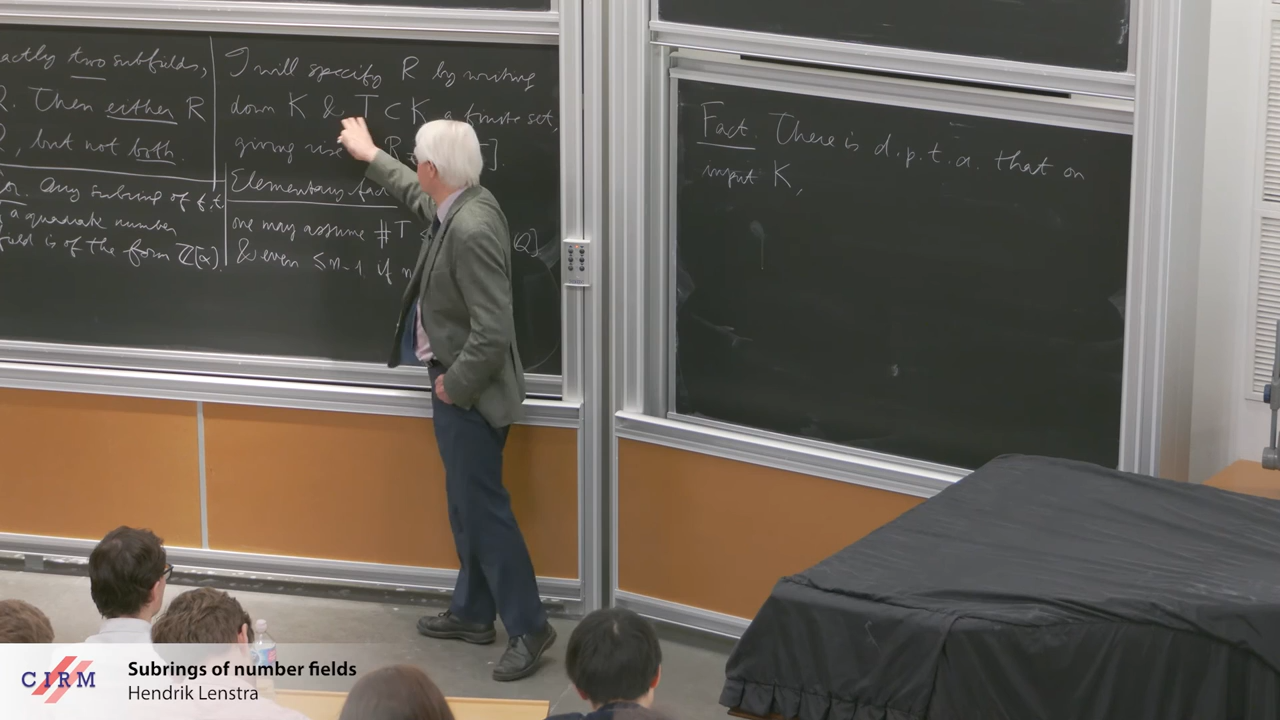 actly two subfields,
Q. Then either R
Q, but not both.
or. Any subring of f.t
a quadratic number
field is of the form Z[α].
I will specify R by writing
down K & T ⊂ K a finite set,
giving R ].
Elementary
one may assume #T Q]
& even ≤n-1 if n
Fact. There is d.p.t.a. that on
input K,
CIRM
Subrings of number fields
Hendrik Lenstra